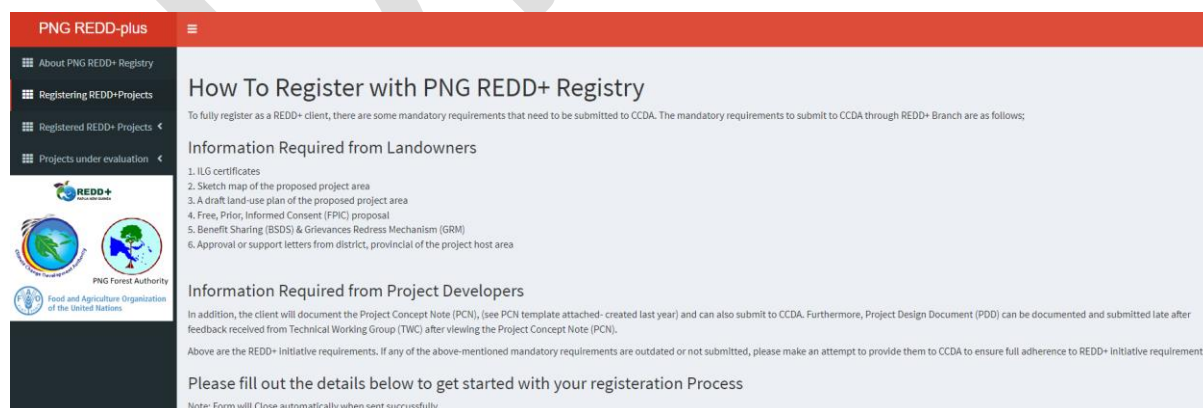 PNG REDD-plus
About PNG REDD+ Registry
Registering REDD+Projects
Registered REDD+ Projects
Projects under evaluation
REDD+
PAPUA NEW GUINEA
Climate Change Development Authority
PNG Forest Authority
FAO
Food and Agriculture Organization
of the United Nations
How To Register with PNG REDD+ Registry
To fully register as a REDD+ client, there are some mandatory requirements that need to be submitted to CCDA. The mandatory requirements to submit to CCDA through REDD+ Branch are as follows;
Information Required from Landowners
1. ILG certificates
2. Sketch map of the proposed project area
3. A draft land-use plan of the proposed project area
4. Free, Prior, Informed Consent (FPIC) proposal
5. Benefit Sharing (BSDS) & Grievances Redress Mechanism (GRM)
6. Approval or support letters from district, provincial of the project host area
Information Required from Project Developers
In addition, the client will document the Project Concept Note (PCN), (see PCN template attached- created last year) and can also submit to CCDA. Furthermore, Project Design Document (PDD) can be documented and submitted late after
feedback received from Technical Working Group (TWC) after viewing the Project Concept Note (PCN).
Above are the REDD+ initiative requirements. If any of the above-mentioned mandatory requirements are outdated or not submitted, please make an attempt to provide them to CCDA to ensure full adherence to REDD+ initiative requirement
Please fill out the details below to get started with your registeration Process
Note: Form will Close automatically when sent succussfully